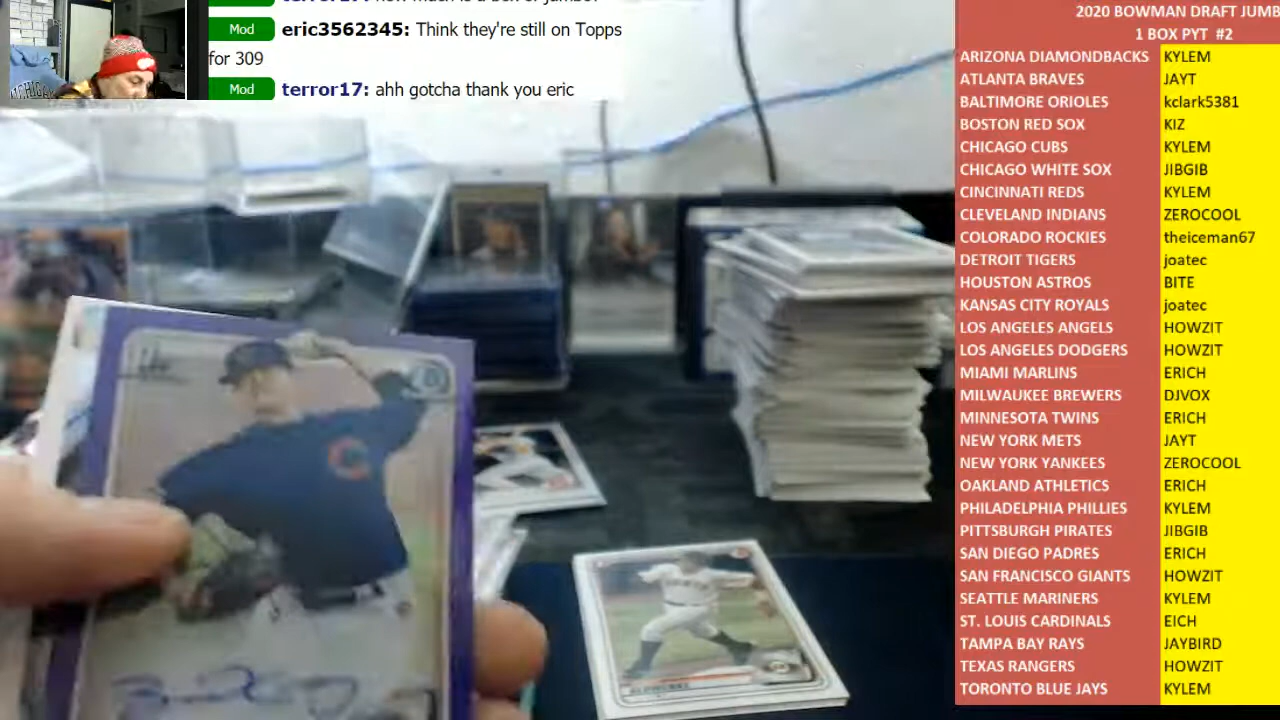 Mod eric3562345: Think they're still on Topps
for 309
Mod terror17: ahh gotcha thank you eric
2020 BOWMAN DRAFT JUMB
1 BOX PYT #2
ARIZONA DIAMONDBACKS KYLEM
ATLANTA BRAVES JAYT
BALTIMORE ORIOLES kclark5381
BOSTON RED SOX KIZ
CHICAGO CUBS KYLEM
CHICAGO WHITE SOX JIBGIB
CINCINNATI REDS KYLEM
CLEVELAND INDIANS ZEROCOOL
COLORADO ROCKIES theiceman67
DETROIT TIGERS joatec
HOUSTON ASTROS BITE
KANSAS CITY ROYALS joatec
LOS ANGELES ANGELS HOWZIT
LOS ANGELES DODGERS HOWZIT
MIAMI MARLINS ERICH
MILWAUKEE BREWERS DJVOX
MINNESOTA TWINS ERICH
NEW YORK METS JAYT
NEW YORK YANKEES ZEROCOOL
OAKLAND ATHLETICS ERICH
PHILADELPHIA PHILLIES KYLEM
PITTSBURGH PIRATES JIBGIB
SAN DIEGO PADRES ERICH
SAN FRANCISCO GIANTS HOWZIT
SEATTLE MARINERS KYLEM
ST. LOUIS CARDINALS EICH
TAMPA BAY RAYS JAYBIRD
TEXAS RANGERS HOWZIT
TORONTO BLUE JAYS KYLEM